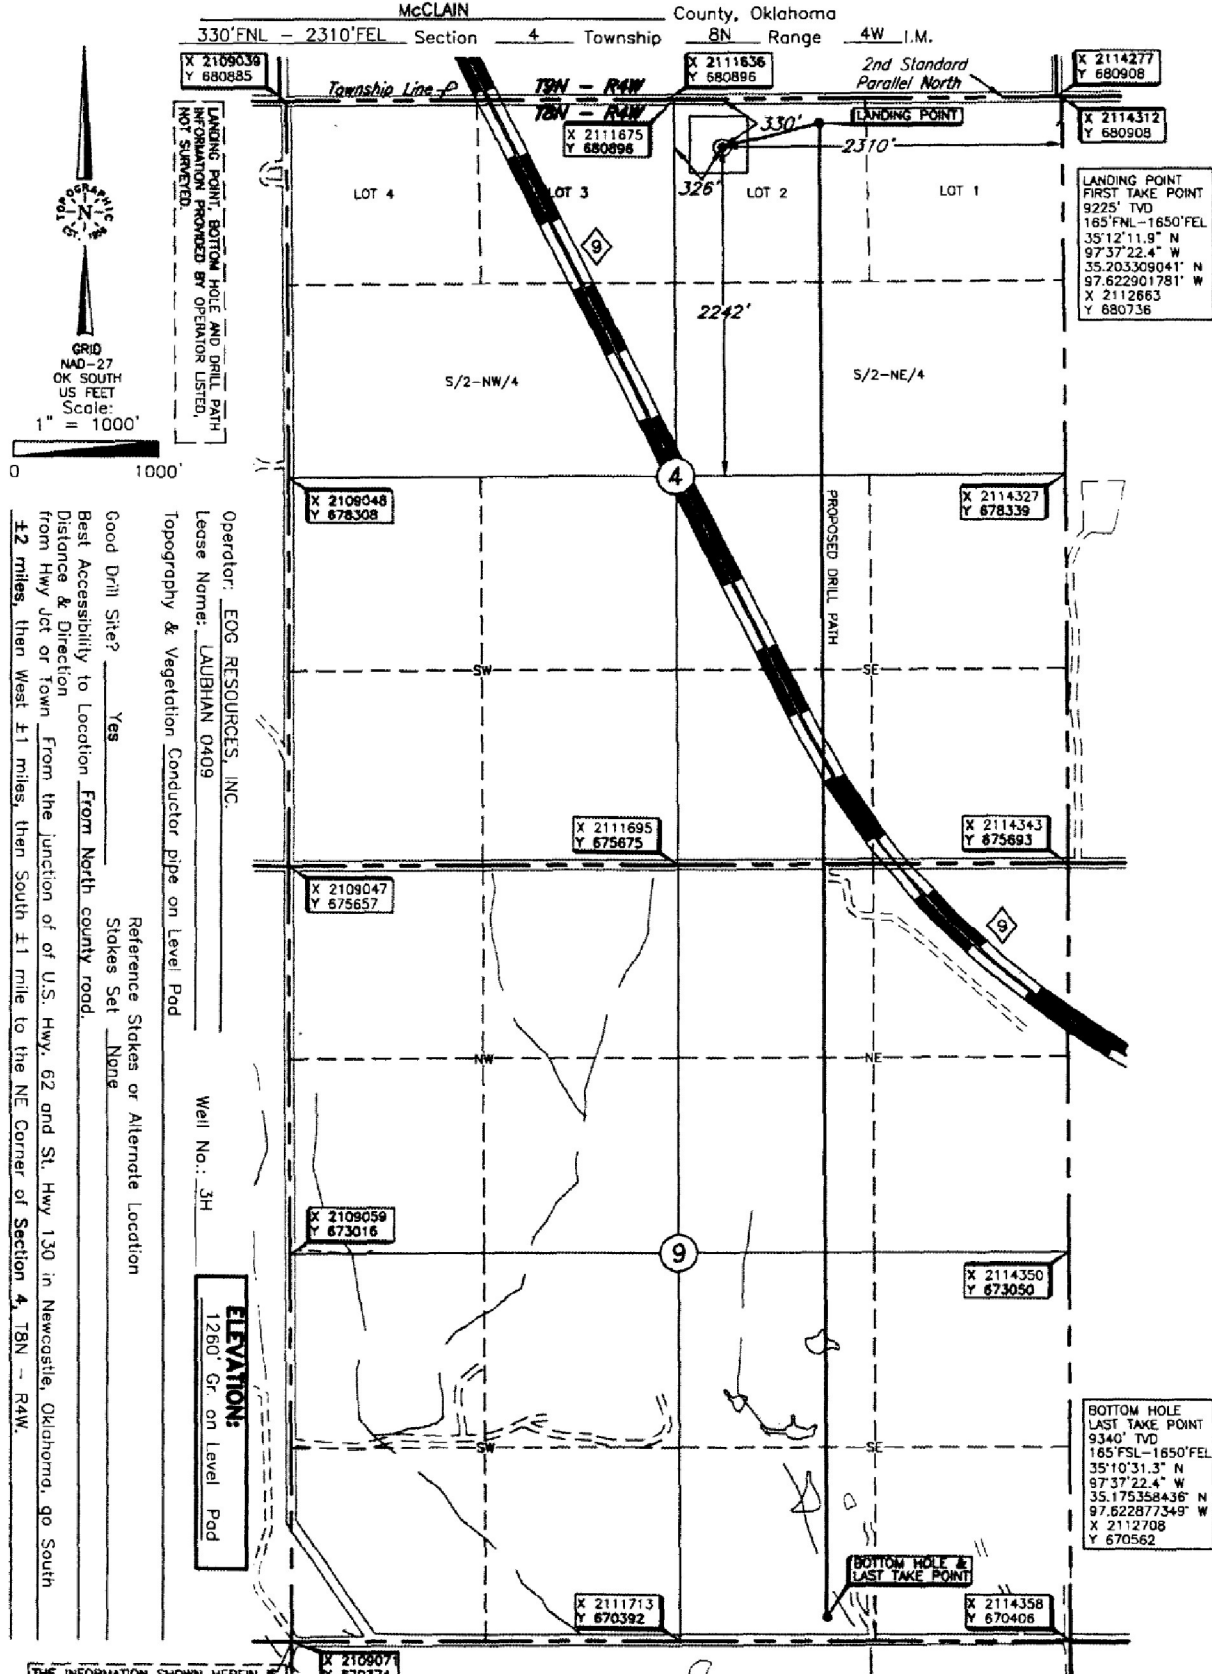 McCLAIN County, Oklahoma
330'FNL - 2310'FEL Section 4 Township 8N Range 4W I.M.
X 2109039
Y 680885
X 2111636
Y 680896
2nd Standard
Parallel North
X 2114277
Y 680908
Township Line
T9N - R4W
T8N - R4W
X 2111675
Y 680896
LANDING POINT
X 2114312
Y 680908
330'
2310'
326'
LOT 4
LOT 3
LOT 2
LOT 1
LANDING POINT
FIRST TAKE POINT
9225' TVD
165'FNL-1650'FEL
35°12'11.9" N
97°37'22.4" W
35.203309041° N
97.622901781° W
X 2112663
Y 680736
LANDING POINT, BOTTOM HOLE AND DRILL PATH
INFORMATION PROVIDED BY OPERATOR LISTED,
NOT SURVEYED.
TOPOGRAPHIC
N
EST. 1959
GRID
NAD-27
OK SOUTH
US FEET
Scale:
1" = 1000'
0 1000'
9
2242'
S/2-NW/4
S/2-NE/4
4
X 2109048
Y 678308
X 2114327
Y 678339
PROPOSED DRILL PATH
SW
SE
X 2111695
Y 675675
X 2114343
Y 675693
X 2109047
Y 675657
9
NW
NE
X 2109059
Y 673016
9
X 2114350
Y 673050
SW
SE
BOTTOM HOLE
LAST TAKE POINT
9340' TVD
165'FSL-1650'FEL
35°10'31.3" N
97°37'22.4" W
35.175358436° N
97.622877349° W
X 2112708
Y 670562
BOTTOM HOLE &
LAST TAKE POINT
X 2111713
Y 670392
X 2114358
Y 670406
X 2109071
Operator: EOG RESOURCES, INC.
Lease Name: LAUBHAN 0409 Well No.: 3H
ELEVATION:
1260' Gr. on Level Pad
Topography & Vegetation Conductor pipe on Level Pad
Reference Stakes or Alternate Location
Good Drill Site? Yes Stakes Set None
Best Accessibility to Location From North county road.
Distance & Direction
from Hwy Jct or Town From the junction of of U.S. Hwy. 62 and St. Hwy 130 in Newcastle, Oklahoma, go South
±2 miles, then West ±1 miles, then South ±1 mile to the NE Corner of Section 4, T8N - R4W.
THE INFORMATION SHOWN HEREIN